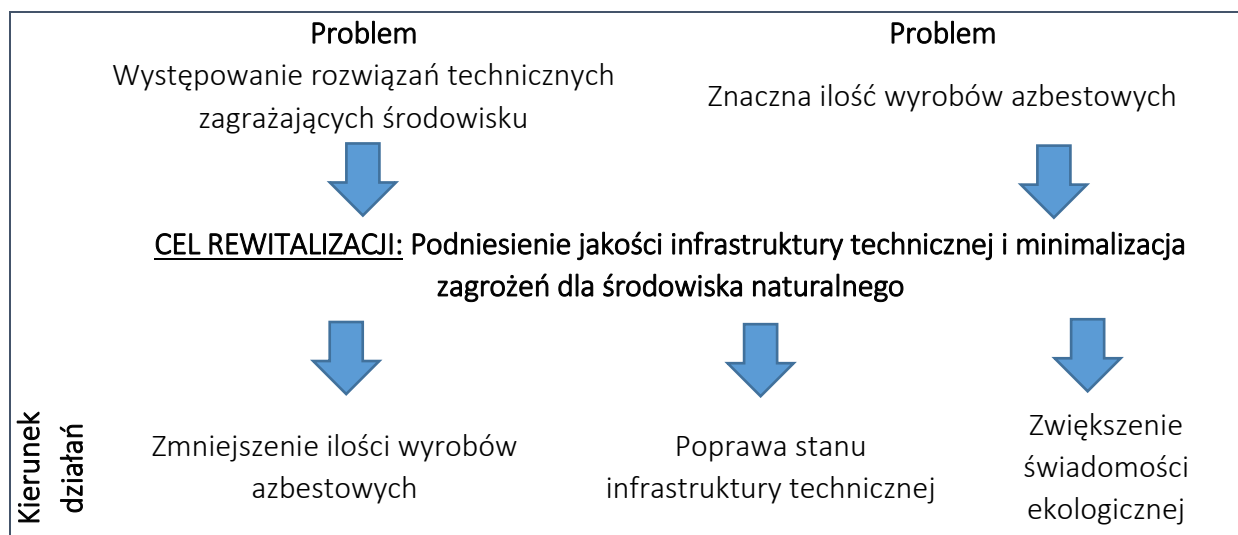 Problem
Występowanie rozwiązań technicznych
zagrażających środowisku
Problem
Znaczna ilość wyrobów azbestowych
CEL REWITALIZACJI: Podniesienie jakości infrastruktury technicznej i minimalizacja
zagrożeń dla środowiska naturalnego
Kierunek
działań
Zmniejszenie ilości wyrobów
azbestowych
Poprawa stanu
infrastruktury technicznej
Zwiększenie
świadomości
ekologicznej